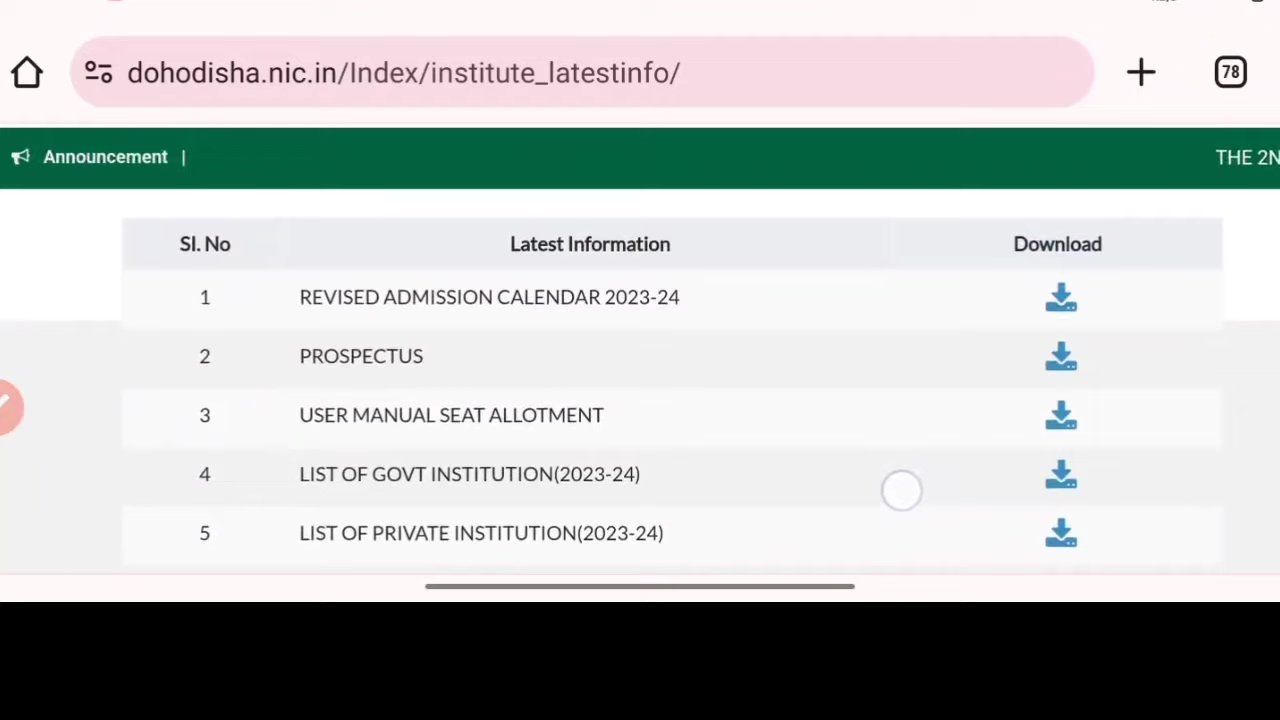 dohodisha.nic.in/Index/institute_latestinfo/
78
Announcement |
THE 2N
SI. No Latest Information Download
1 REVISED ADMISSION CALENDAR 2023-24
2 PROSPECTUS
3 USER MANUAL SEAT ALLOTMENT
4 LIST OF GOVT INSTITUTION(2023-24)
5 LIST OF PRIVATE INSTITUTION(2023-24)